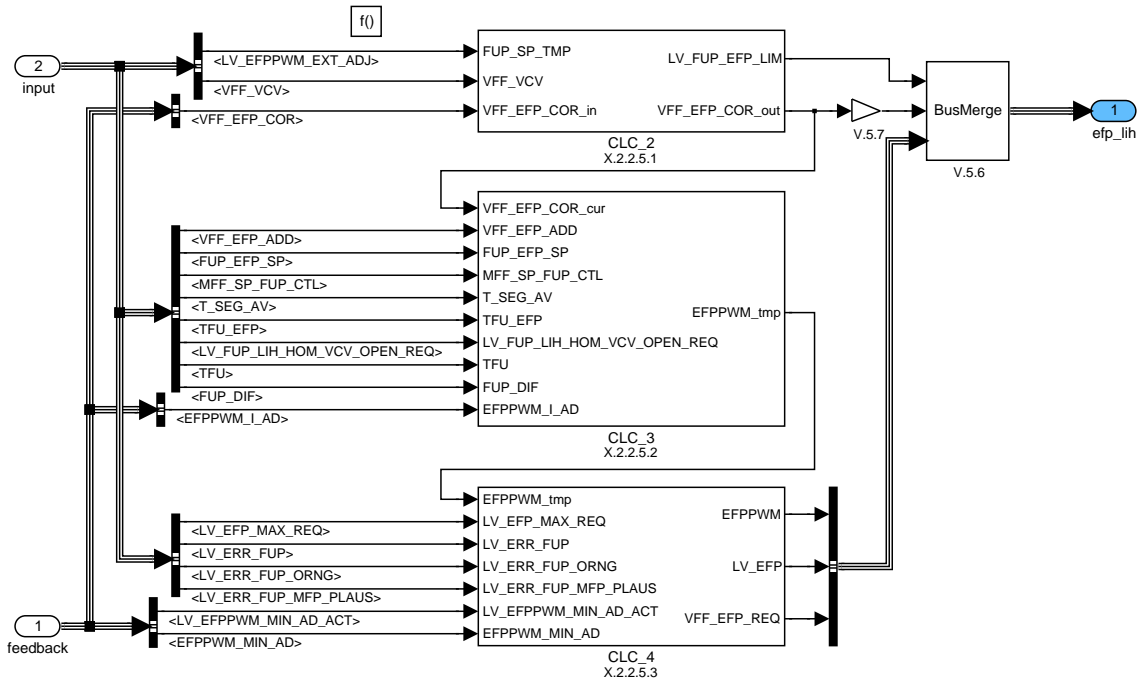 f()
2
input
<LV_EFPPWM_EXT_ADJ>
<VFF_VCV>
<VFF_EFP_COR>
FUP_SP_TMP
VFF_VCV
VFF_EFP_COR_in
LV_FUP_EFP_LIM
VFF_EFP_COR_out
CLC_2
X.2.2.5.1
V.5.7
BusMerge
V.5.6
1
efp_lih
<VFF_EFP_ADD>
<FUP_EFP_SP>
<MFF_SP_FUP_CTL>
<T_SEG_AV>
<TFU_EFP>
<LV_FUP_LIH_HOM_VCV_OPEN_REQ>
<TFU>
<FUP_DIF>
<EFPPWM_I_AD>
VFF_EFP_COR_cur
VFF_EFP_ADD
FUP_EFP_SP
MFF_SP_FUP_CTL
T_SEG_AV
TFU_EFP
LV_FUP_LIH_HOM_VCV_OPEN_REQ
TFU
FUP_DIF
EFPPWM_I_AD
EFPPWM_tmp
CLC_3
X.2.2.5.2
<LV_EFP_MAX_REQ>
<LV_ERR_FUP>
<LV_ERR_FUP_ORNG>
<LV_ERR_FUP_MFP_PLAUS>
<LV_EFPPWM_MIN_AD_ACT>
<EFPPWM_MIN_AD>
EFPPWM_tmp
LV_EFP_MAX_REQ
LV_ERR_FUP
LV_ERR_FUP_ORNG
LV_ERR_FUP_MFP_PLAUS
LV_EFPPWM_MIN_AD_ACT
EFPPWM_MIN_AD
EFPPWM
LV_EFP
VFF_EFP_REQ
CLC_4
X.2.2.5.3
1
feedback